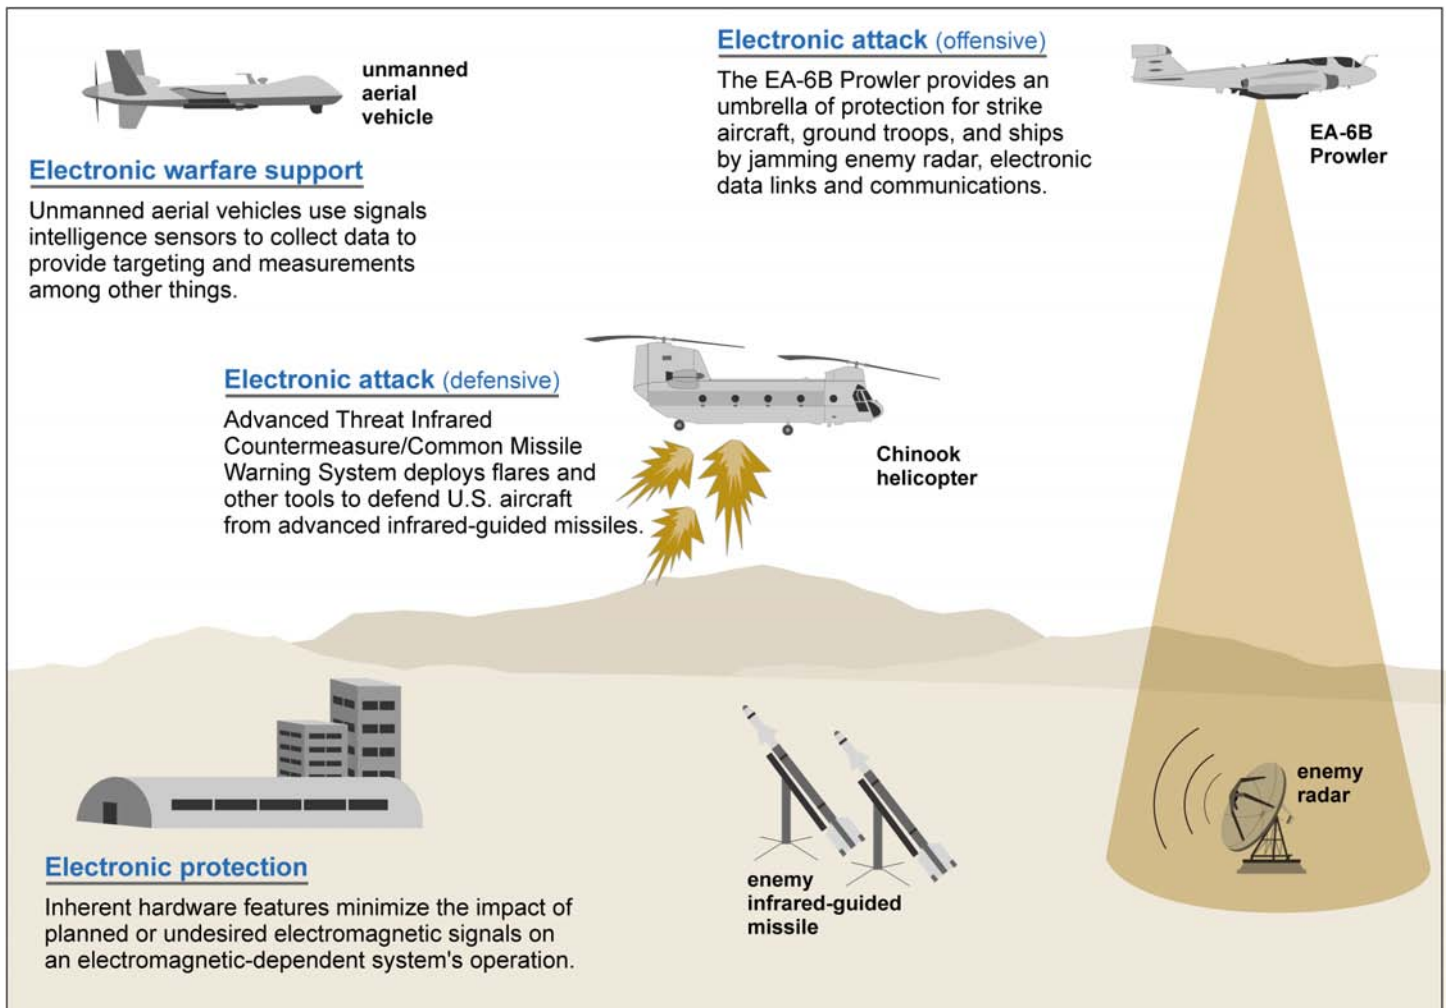 unmanned
aerial
vehicle
Electronic warfare support
Unmanned aerial vehicles use signals
intelligence sensors to collect data to
provide targeting and measurements
among other things.
Electronic attack (offensive)
The EA-6B Prowler provides an
umbrella of protection for strike
aircraft, ground troops, and ships
by jamming enemy radar, electronic
data links and communications.
EA-6B
Prowler
Electronic attack (defensive)
Advanced Threat Infrared
Countermeasure/Common Missile
Warning System deploys flares and
other tools to defend U.S. aircraft
from advanced infrared-guided missiles.
Chinook
helicopter
Electronic protection
Inherent hardware features minimize the impact of
planned or undesired electromagnetic signals on
an electromagnetic-dependent system's operation.
enemy
infrared-guided
missile
enemy
radar